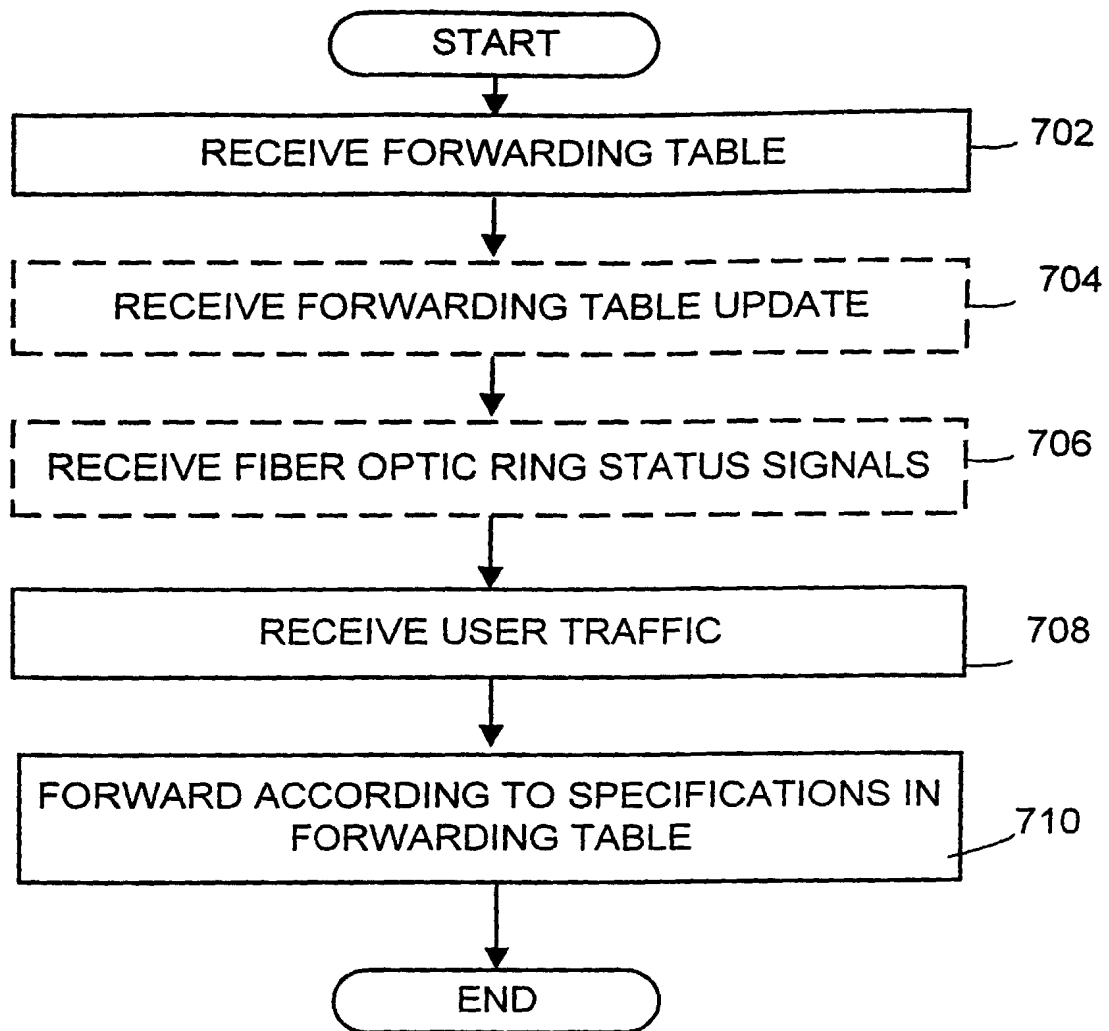 START
RECEIVE FORWARDING TABLE
702
RECEIVE FORWARDING TABLE UPDATE
704
RECEIVE FIBER OPTIC RING STATUS SIGNALS
706
RECEIVE USER TRAFFIC
708
FORWARD ACCORDING TO SPECIFICATIONS IN
FORWARDING TABLE
710
END